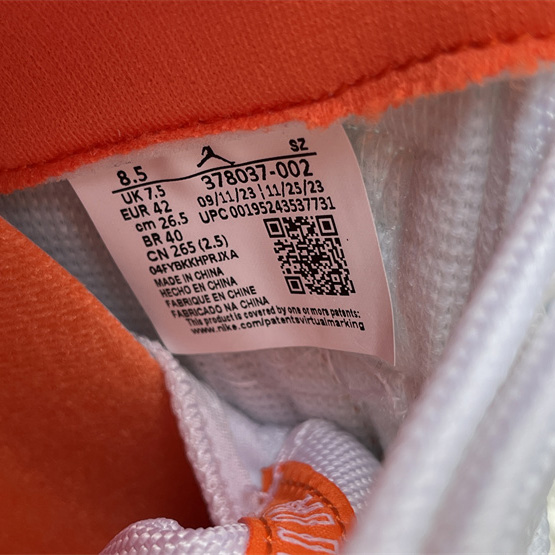 8.5 SZ
UK 7.5 378037-002
EUR 42 09/11/23 | 11/25/23
cm 26.5 UPC 00195243537731
BR 40
CN 265 (2.5)
04FYBKKHPRJXA
MADE IN CHINA
HECHO EN CHINA
FABRIQUE EN CHINE
FABRICADO NA CHINA
This product is covered by one or more patents:
www.nike.com/patentsvirtualmarking